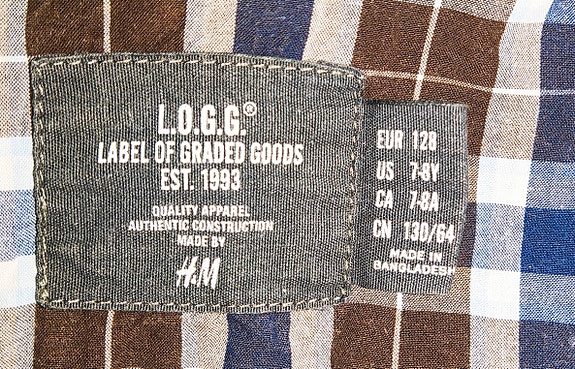 L.O.G.G.®
LABEL OF GRADED GOODS
EST. 1993
QUALITY APPAREL
AUTHENTIC CONSTRUCTION
MADE BY
H&M
EUR 128
US 7-8Y
CA 7-8A
CN 130/64
MADE IN
BANGLADESH